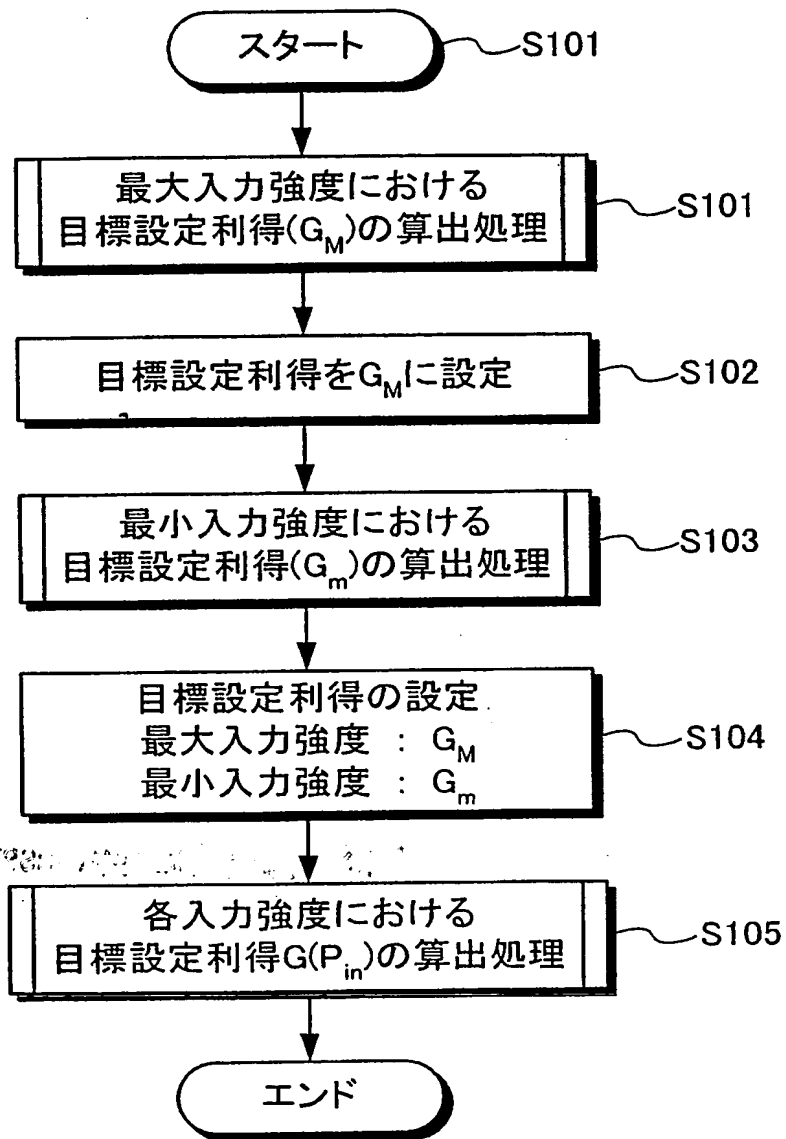 スタート
S101
最大入力強度における
目標設定利得(GM)の算出処理
S101
目標設定利得をGMに設定
S102
最小入力強度における
目標設定利得(Gm)の算出処理
S103
目標設定利得の設定
最大入力強度 : GM
最小入力強度 : Gm
S104
各入力強度における
目標設定利得G(Pin)の算出処理
S105
エンド